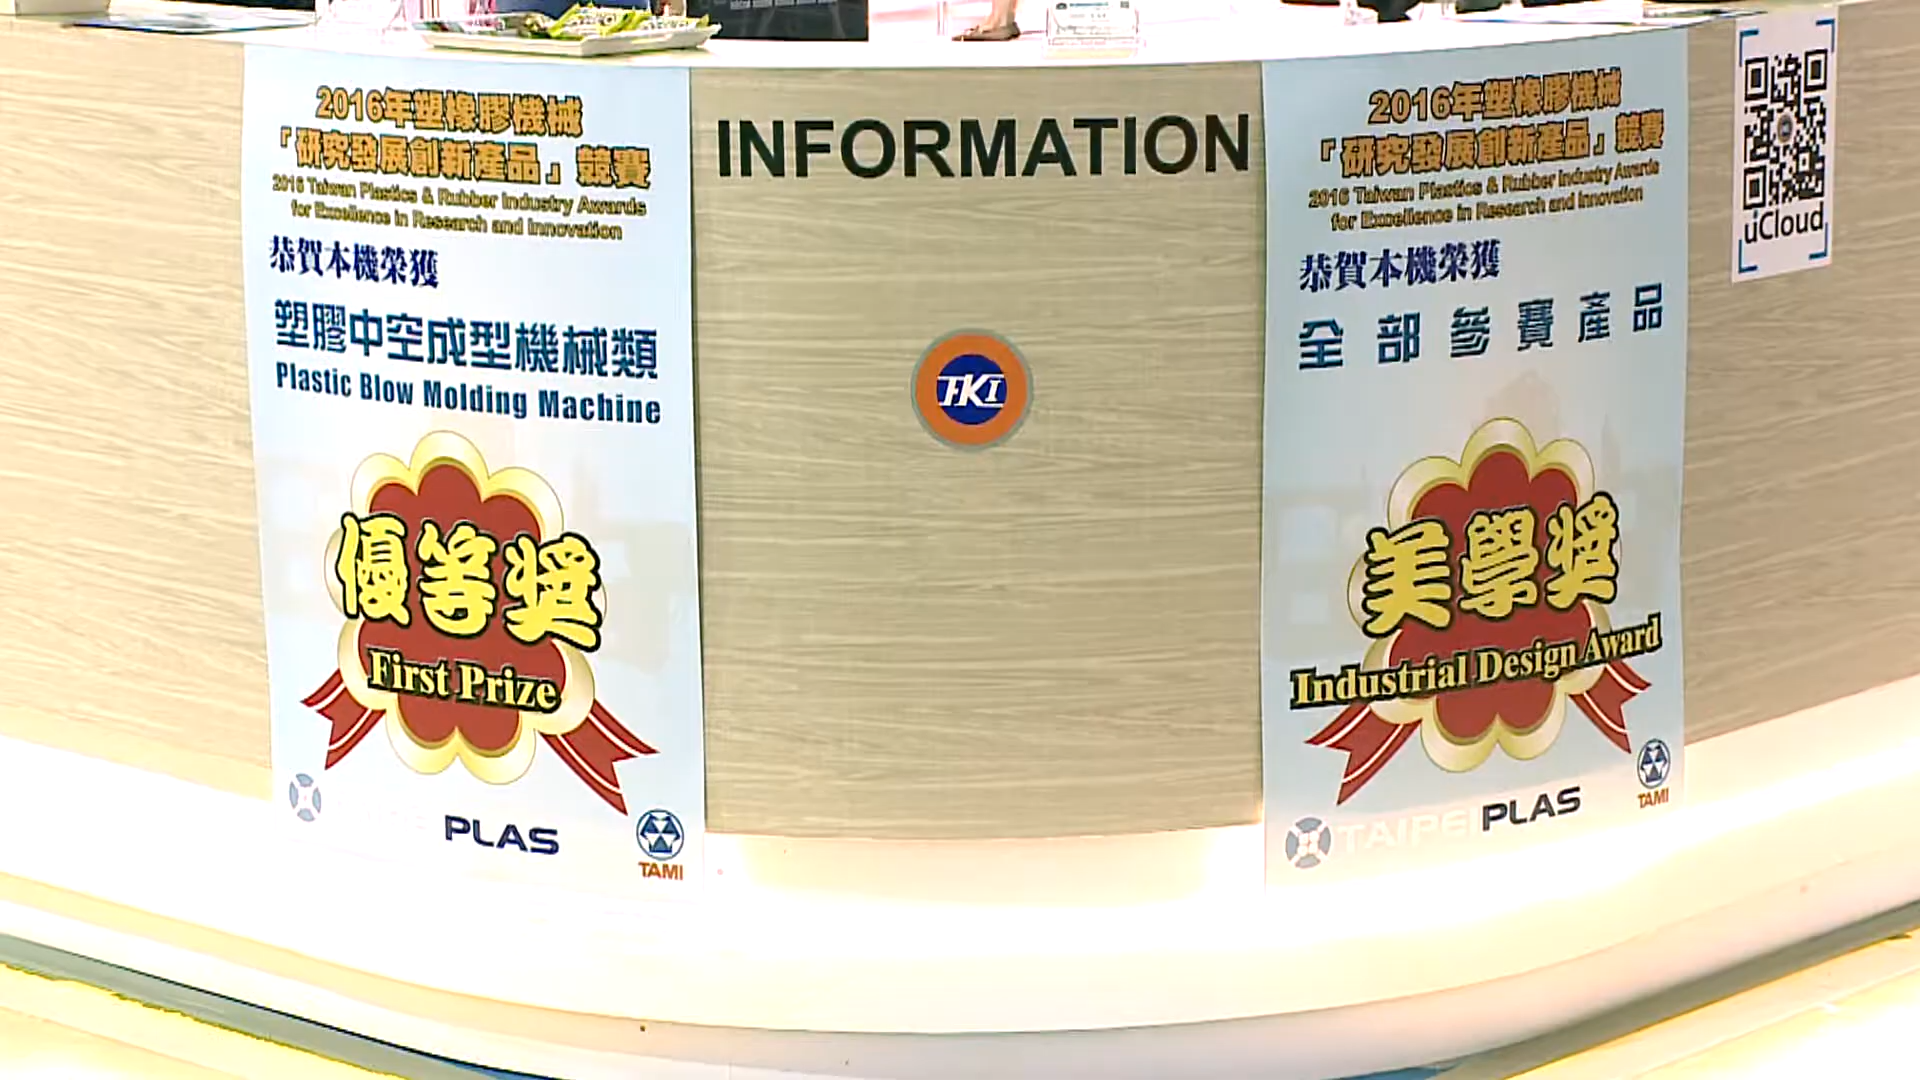 2016年塑橡膠機械
「研究發展創新產品」競賽
2016 Taiwan Plastics & Rubber Industry Awards
for Excellence in Research and Innovation
恭賀本機榮獲
塑膠中空成型機械類
Plastic Blow Molding Machine
優等獎
First Prize
PLAS
TAMI
INFORMATION
FKI
2016年塑橡膠機械
「研究發展創新產品」競賽
2016 Taiwan Plastics & Rubber Industry Awards
for Excellence in Research and Innovation
恭賀本機榮獲
全部參賽產品
美學獎
Industrial Design Award
TAIPEI PLAS
TAMI
uCloud